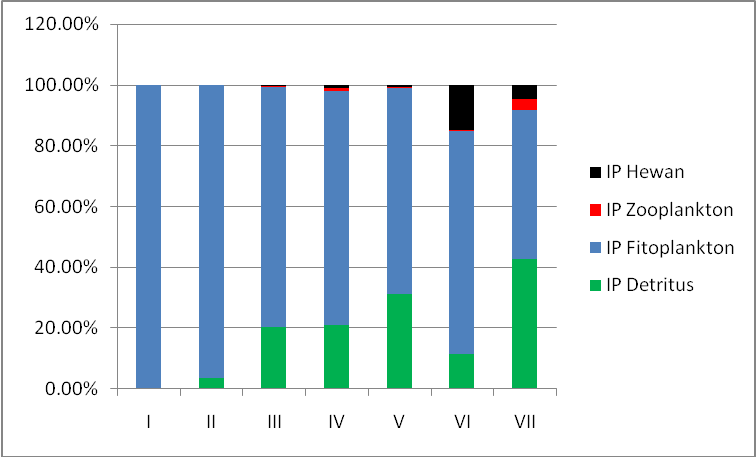 120.00%
100.00%
80.00%
60.00%
40.00%
20.00%
0.00%
I II III IV V VI VII
IP Hewan
IP Zooplankton
IP Fitoplankton
IP Detritus